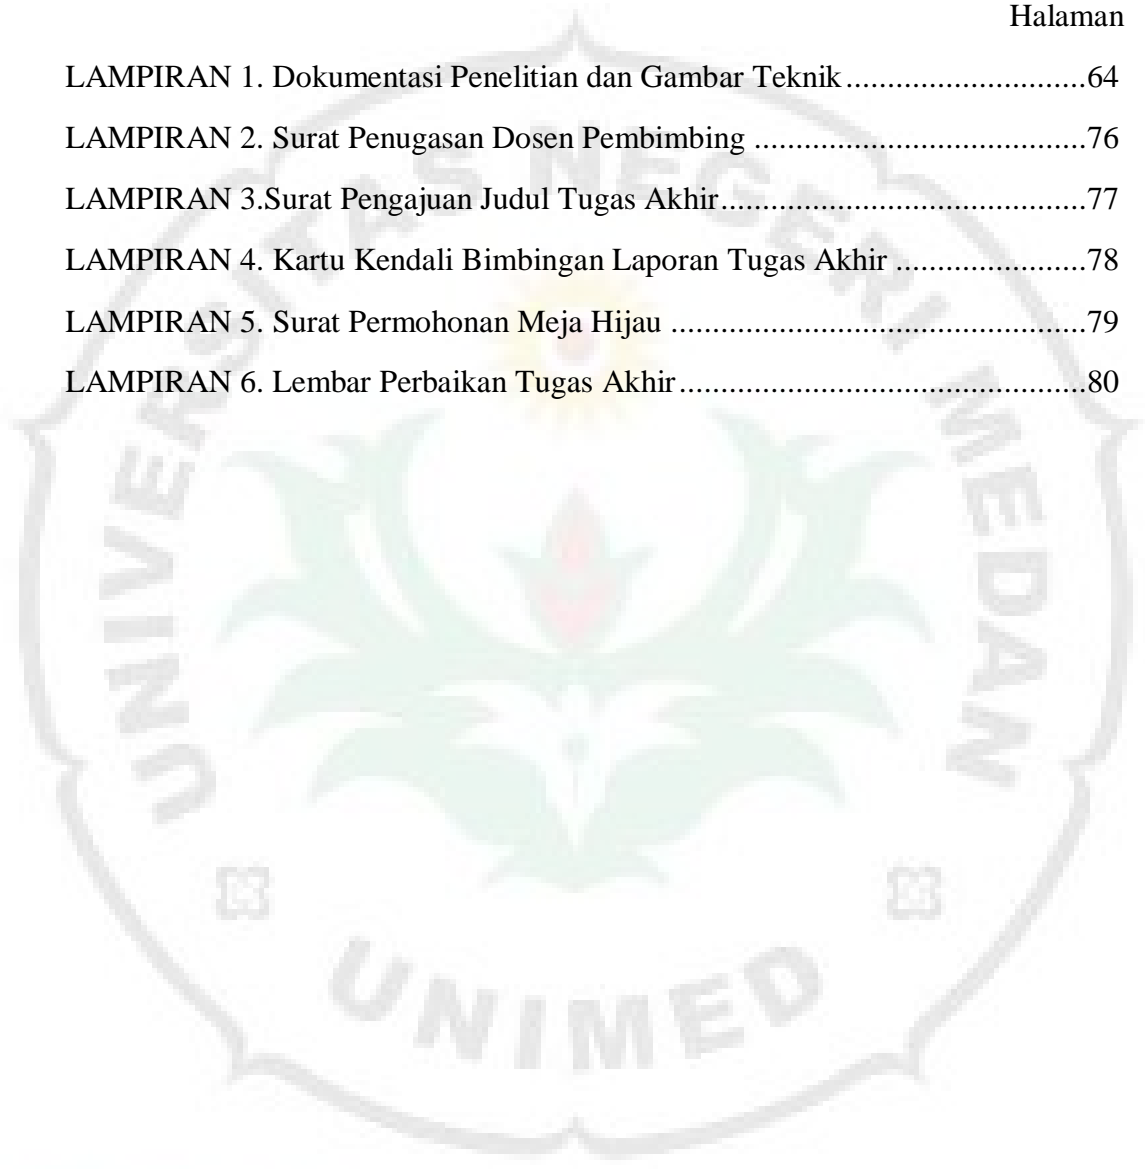 Halaman
LAMPIRAN 1. Dokumentasi Penelitian dan Gambar Teknik.............................64
LAMPIRAN 2. Surat Penugasan Dosen Pembimbing ........................................76
LAMPIRAN 3.Surat Pengajuan Judul Tugas Akhir............................................77
LAMPIRAN 4. Kartu Kendali Bimbingan Laporan Tugas Akhir .......................78
LAMPIRAN 5. Surat Permohonan Meja Hijau ..................................................79
LAMPIRAN 6. Lembar Perbaikan Tugas Akhir.................................................80
UNIVERSITAS NEGERI MEDAN
UNIMED